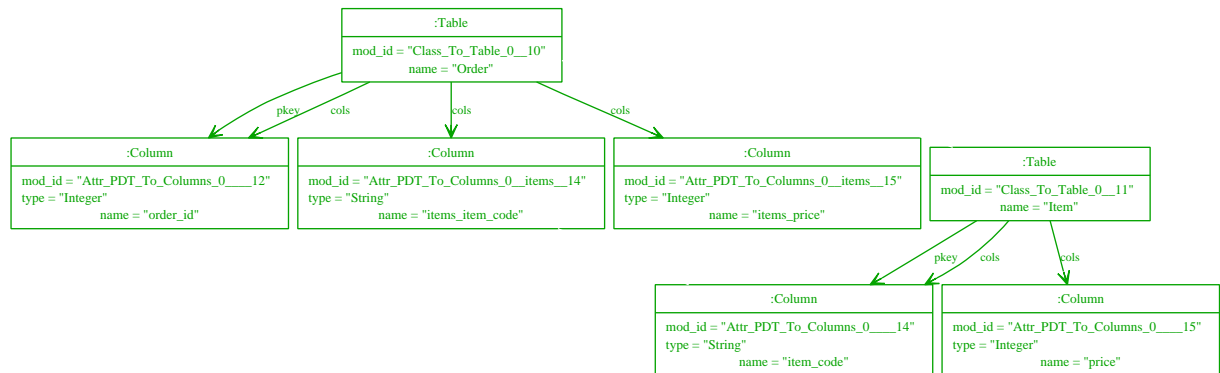 :Table
mod_id = "Class_To_Table_0__10"
name = "Order"
pkey
cols
cols
cols
:Column
mod_id = "Attr_PDT_To_Columns_0____12"
type = "Integer"
name = "order_id"
:Column
mod_id = "Attr_PDT_To_Columns_0__items__14"
type = "String"
name = "items_item_code"
:Column
mod_id = "Attr_PDT_To_Columns_0__items__15"
type = "Integer"
name = "items_price"
:Table
mod_id = "Class_To_Table_0__11"
name = "Item"
pkey
cols
cols
:Column
mod_id = "Attr_PDT_To_Columns_0____14"
type = "String"
name = "item_code"
:Column
mod_id = "Attr_PDT_To_Columns_0____15"
type = "Integer"
name = "price"